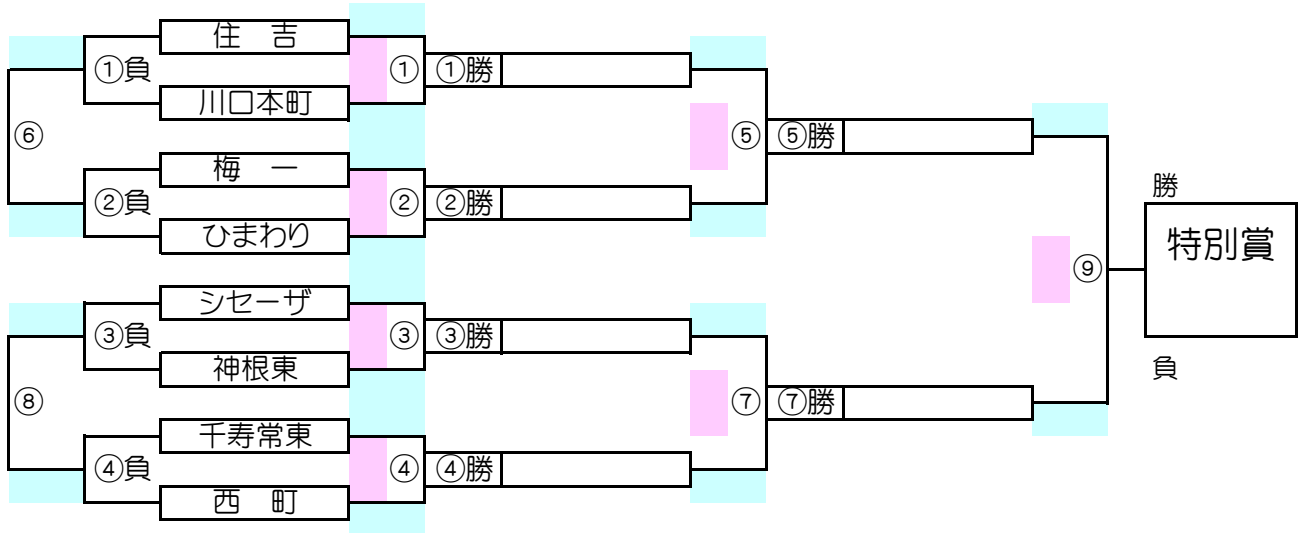 住 吉
①負 ① ①勝
川口本町
⑥ ⑤ ⑤勝
梅 一
②負 ② ②勝
ひまわり
勝
特別賞
⑨
シセーザ
③負 ③ ③勝
神根東
負
⑧ ⑦ ⑦勝
千寿常東
④負 ④ ④勝
西 町